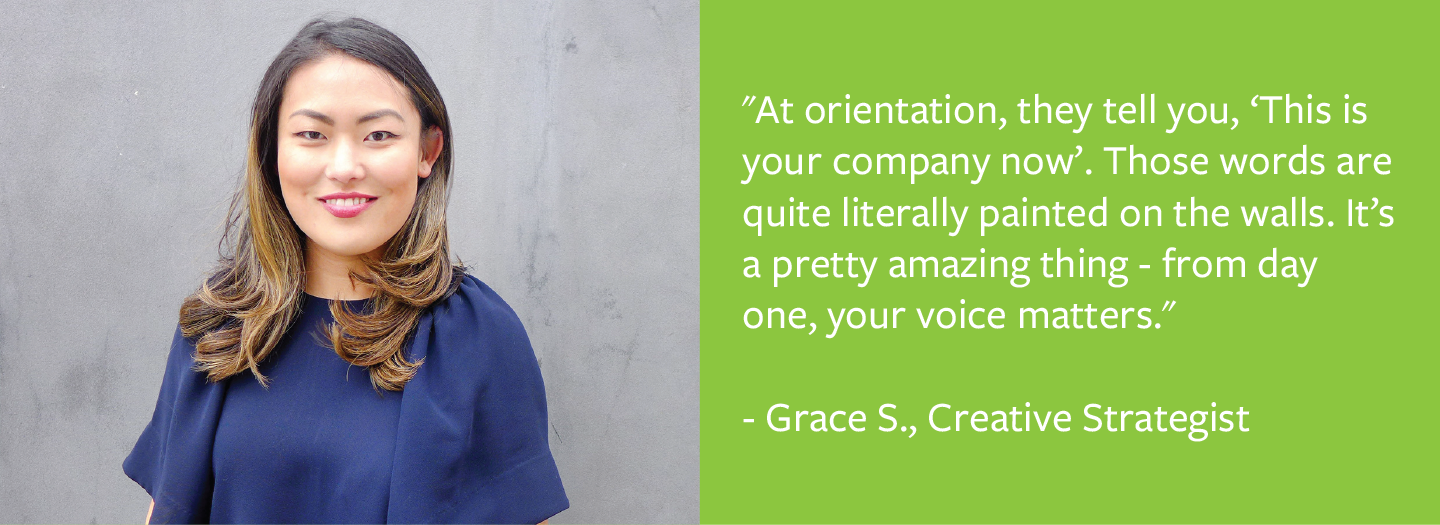 "At orientation, they tell you, ‘This is
your company now’. Those words are
quite literally painted on the walls. It’s
a pretty amazing thing - from day
one, your voice matters."
- Grace S., Creative Strategist